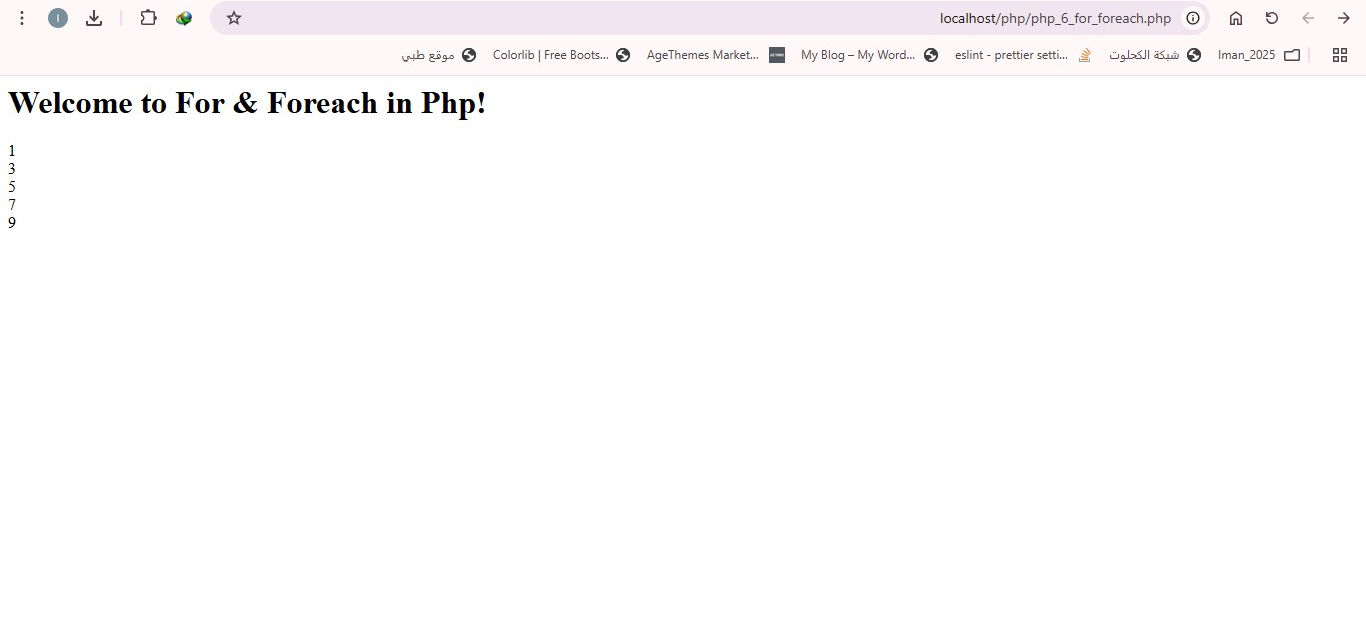 I
localhost/php/php_6_for_foreach.php
موقع طبي
Colorlib | Free Boots...
AgeThemes Market...
My Blog – My Word...
eslint - prettier setti...
شبكة الكحلوت
Iman_2025
Welcome to For & Foreach in Php!
1
3
5
7
9